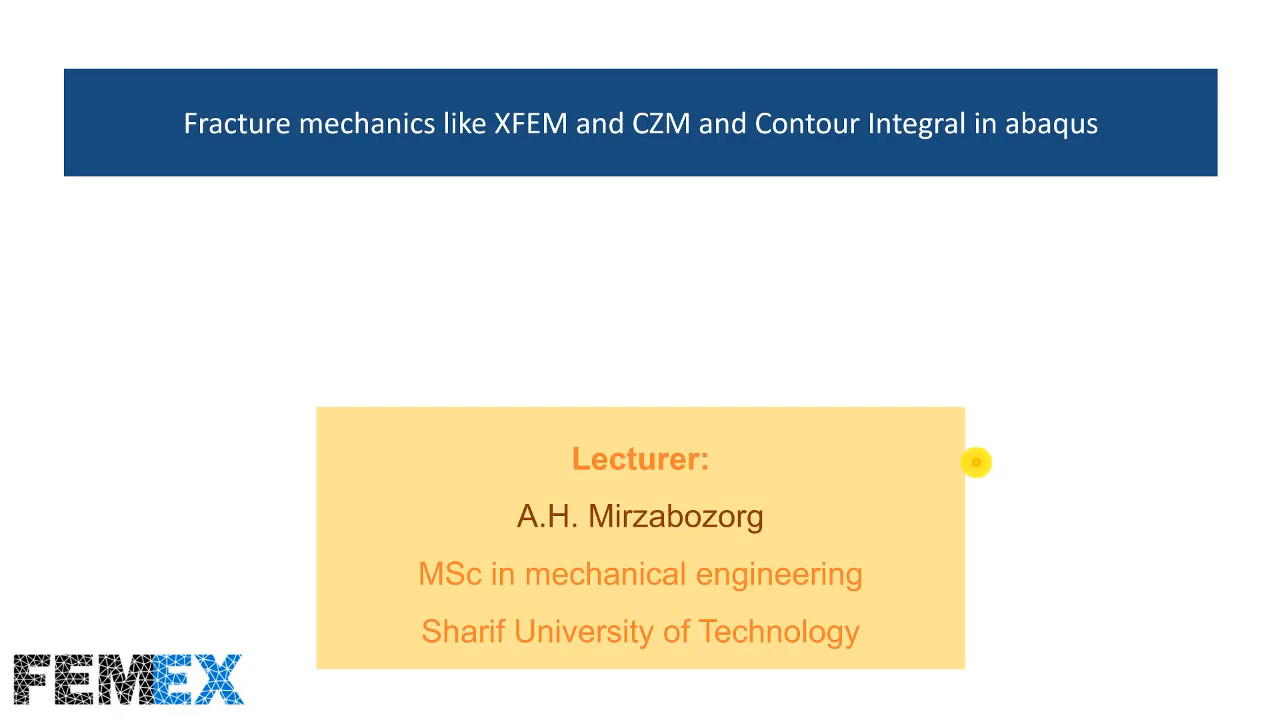 Fracture mechanics like XFEM and CZM and Contour Integral in abaqus
Lecturer:
A.H. Mirzabozorg
MSc in mechanical engineering
Sharif University of Technology
FEMEX